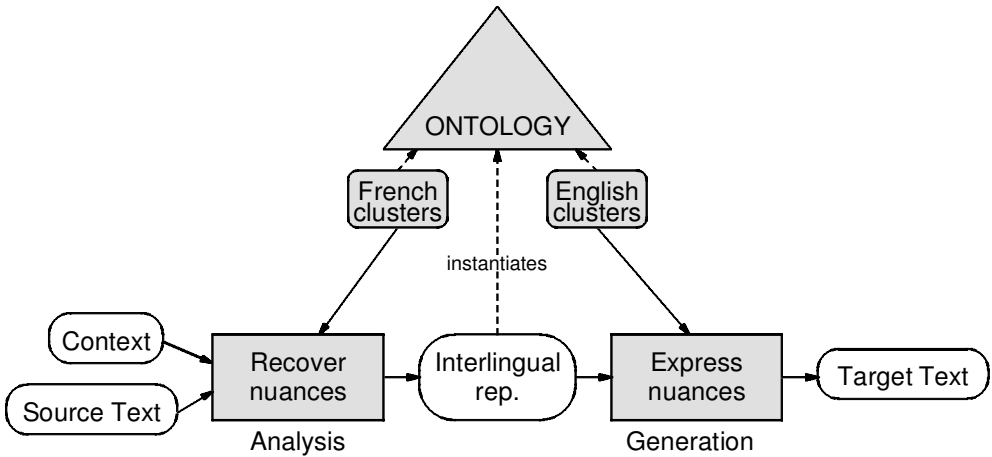 ONTOLOGY
French
clusters
English
clusters
instantiates
Context
Source Text
Recover
nuances
Interlingual
rep.
Express
nuances
Target Text
Analysis
Generation